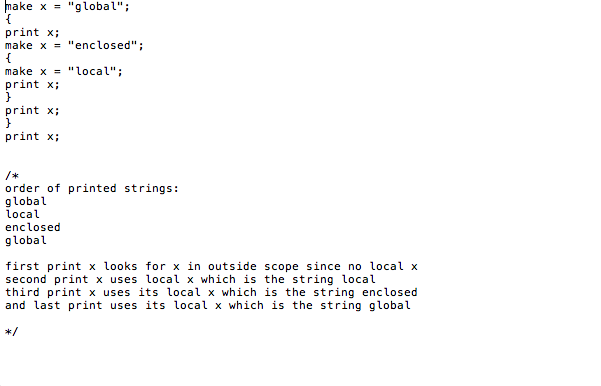 make x = "global";
{
print x;
make x = "enclosed";
{
make x = "local";
print x;
}
print x;
}
print x;
/*
order of printed strings:
global
local
enclosed
global
first print x looks for x in outside scope since no local x
second print x uses local x which is the string local
third print x uses its local x which is the string enclosed
and last print uses its local x which is the string global
*/